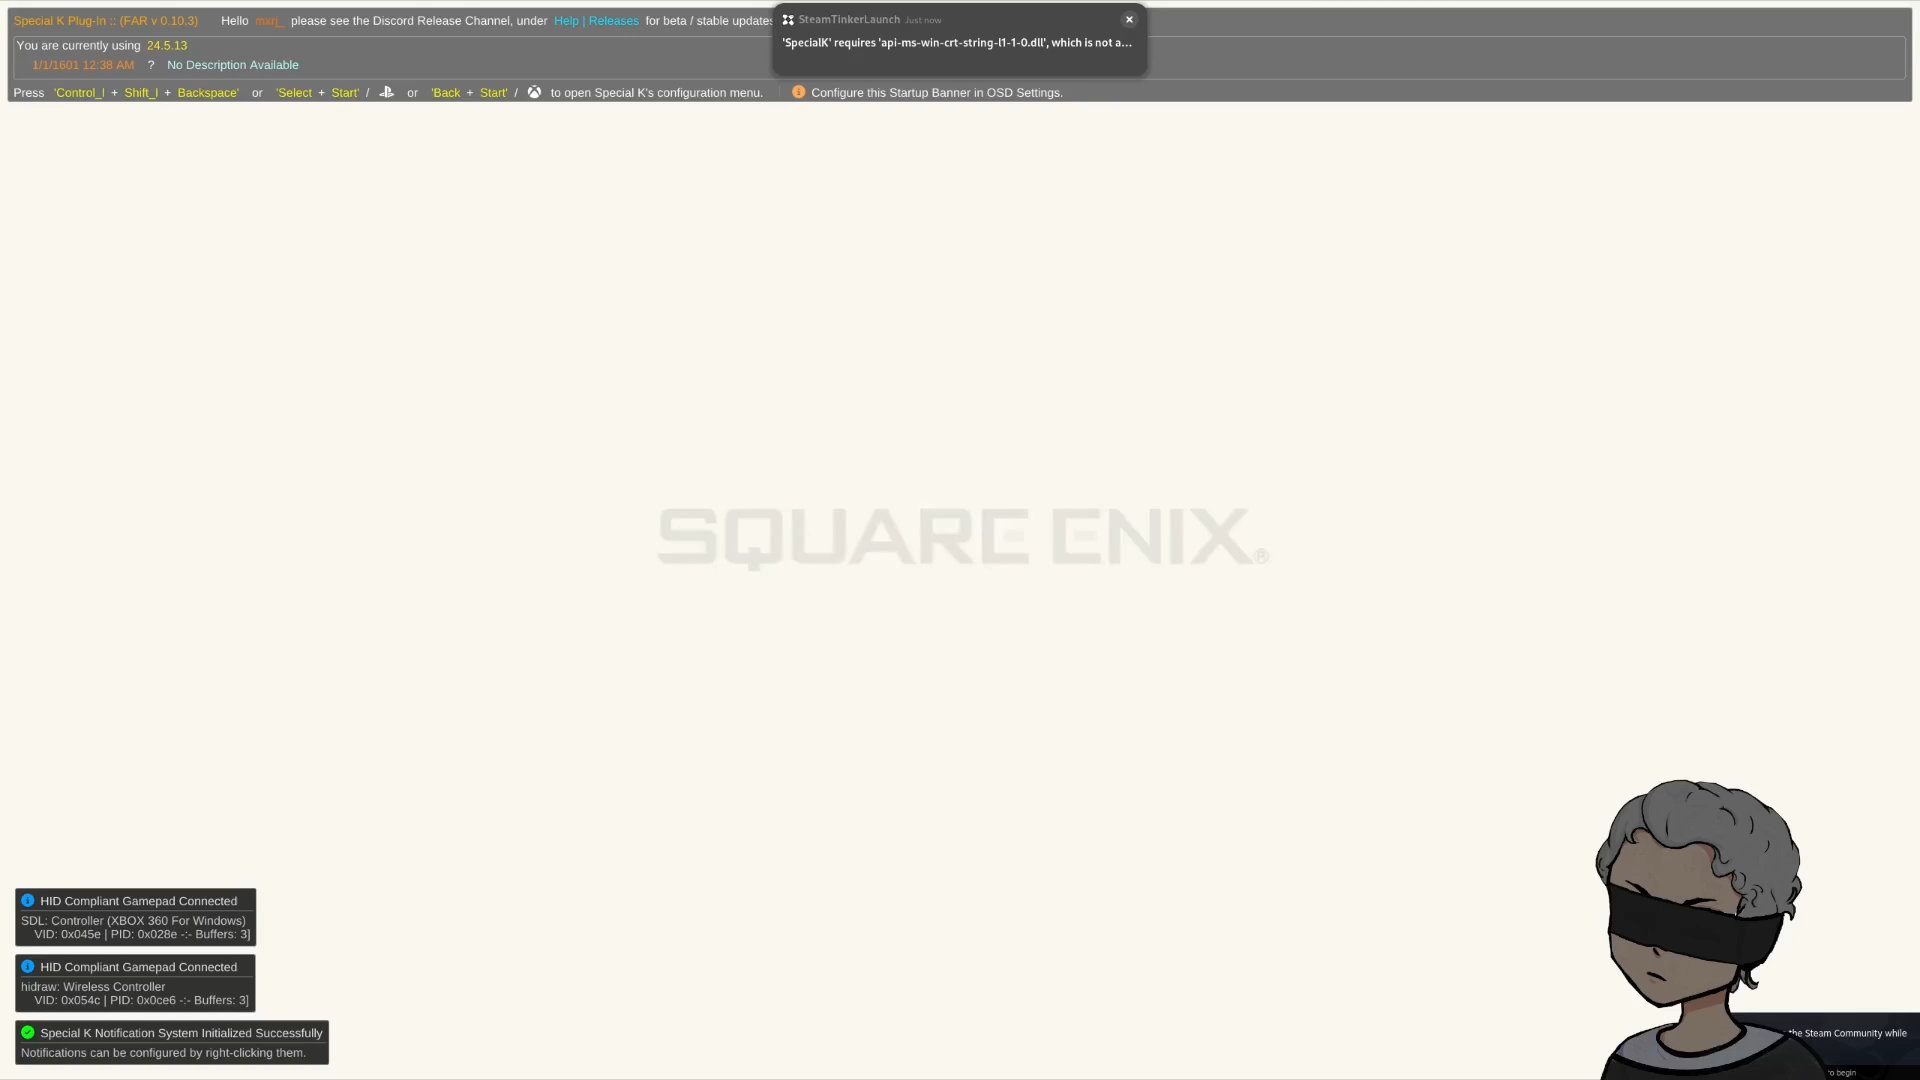 Special K Plug-In :: (FAR v 0.10.3) Hello mxrj_ please see the Discord Release Channel, under Help | Releases for beta / stable updates
You are currently using 24.5.13
1/1/1601 12:38 AM ? No Description Available
Press 'Control_l + Shift_l + Backspace' or 'Select + Start' / or 'Back + Start' / to open Special K's configuration menu. Configure this Startup Banner in OSD Settings.
SteamTinkerLaunch Just now
'SpecialK' requires 'api-ms-win-crt-string-l1-1-0.dll', which is not a...
SQUARE ENIX®
HID Compliant Gamepad Connected
SDL: Controller (XBOX 360 For Windows)
VID: 0x045e | PID: 0x028e -:- Buffers: 3]
HID Compliant Gamepad Connected
hidraw: Wireless Controller
VID: 0x054c | PID: 0x0ce6 -:- Buffers: 3]
Special K Notification System Initialized Successfully
Notifications can be configured by right-clicking them.
the Steam Community while
to begin